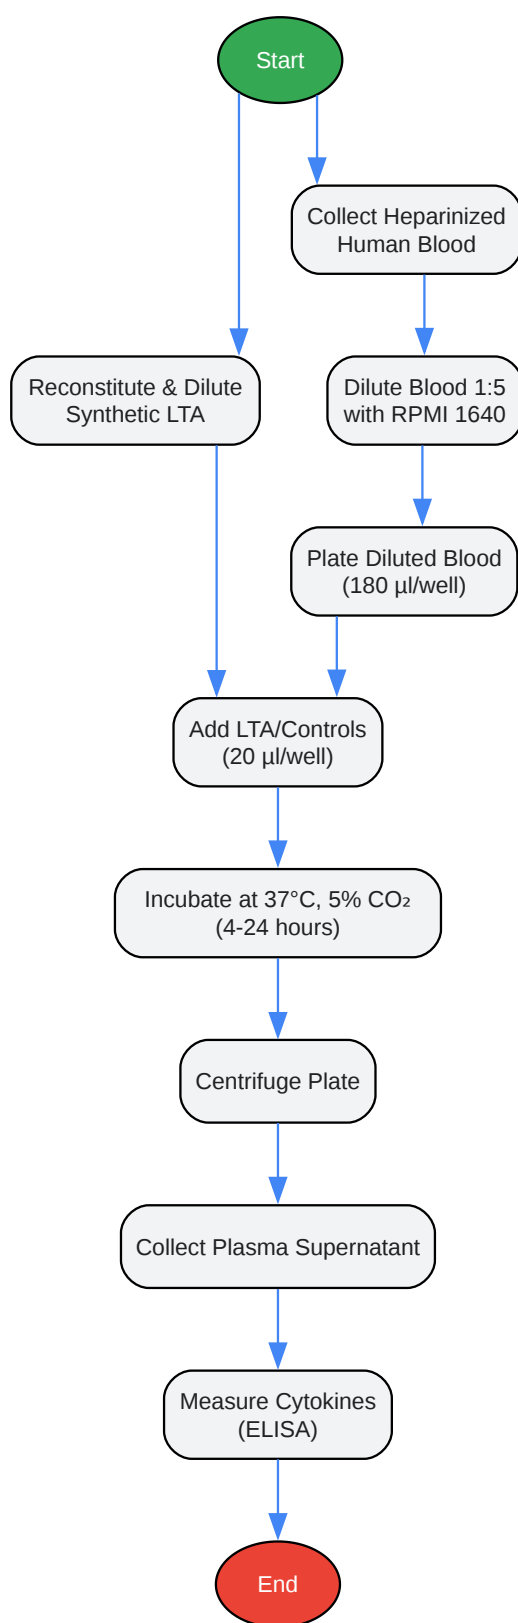 Start
Collect Heparinized
Human Blood
Reconstitute & Dilute
Synthetic LTA
Dilute Blood 1:5
with RPMI 1640
Plate Diluted Blood
(180 µl/well)
Add LTA/Controls
(20 µl/well)
Incubate at 37°C, 5% CO₂
(4-24 hours)
Centrifuge Plate
Collect Plasma Supernatant
Measure Cytokines
(ELISA)
End